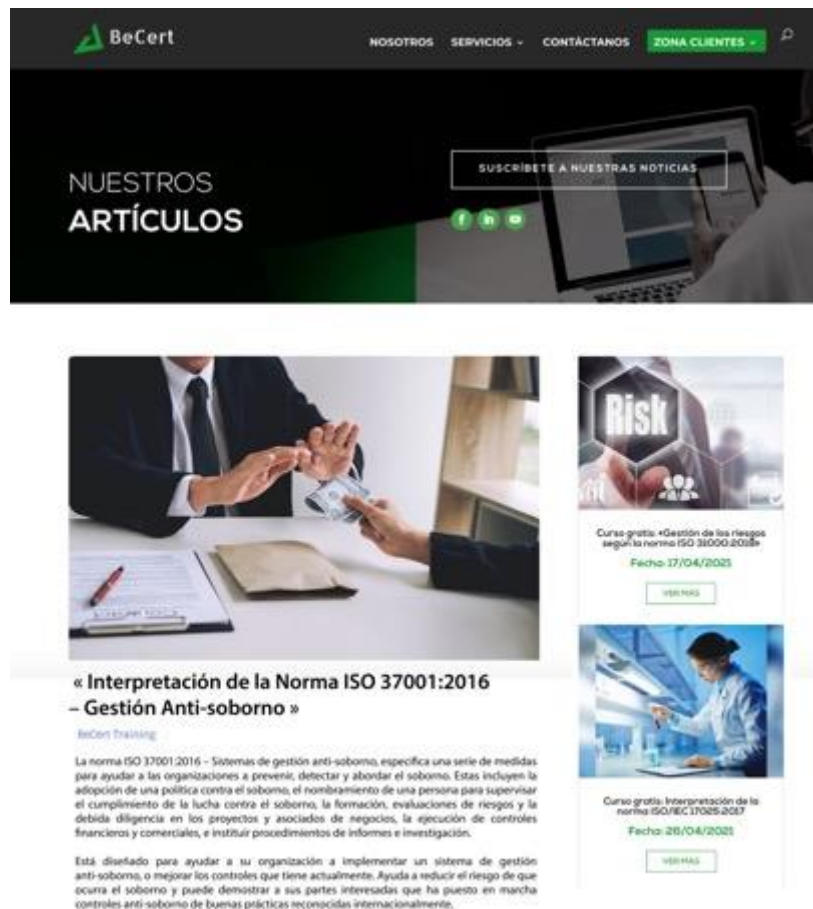 BeCert
NOSOTROS SERVICIOS CONTÁCTANOS ZONA CLIENTES
SUSCRÍBETE A NUESTRAS NOTICIAS
NUESTROS
ARTÍCULOS
f in
Risk
Curso gratis: «Gestión de los riesgos
según la norma ISO 31000:2018»
Fecha: 17/04/2021
VER MÁS
« Interpretación de la Norma ISO 37001:2016
– Gestión Anti-soborno »
BeCert Training
La norma ISO 37001:2016 – Sistemas de gestión anti-soborno, especifica una serie de medidas
para ayudar a las organizaciones a prevenir, detectar y abordar el soborno. Estas incluyen la
adopción de una política contra el soborno, el nombramiento de una persona para supervisar
el cumplimiento de la lucha contra el soborno, la formación, evaluaciones de riesgos y la
debida diligencia en los proyectos y asociados de negocios, la ejecución de controles
financieros y comerciales, e instituir procedimientos de informes e investigación.
Está diseñado para ayudar a su organización a implementar un sistema de gestión
anti-soborno, o mejorar los controles que tiene actualmente. Ayuda a reducir el riesgo de que
ocurra el soborno y puede demostrar a sus partes interesadas que ha puesto en marcha
controles anti-soborno de buenas prácticas reconocidas internacionalmente.
Curso gratis: Interpretación de la
norma ISO/IEC 17025:2017
Fecha: 26/04/2021
VER MÁS